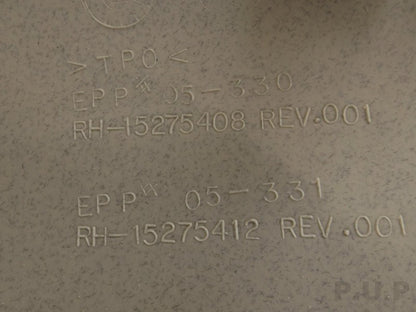 >TPO<
EPP 05-330
RH-15275408 REV.001
EPP 05-331
RH-15275412 REV.001
P.U.P